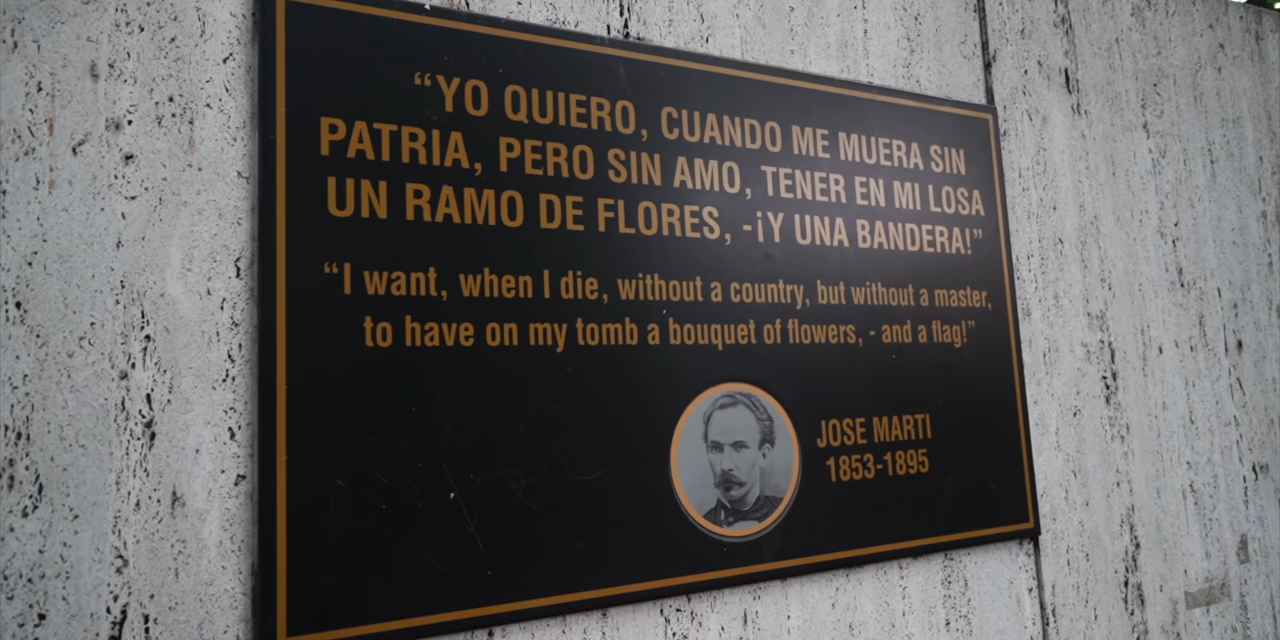 “YO QUIERO, CUANDO ME MUERA SIN
PATRIA, PERO SIN AMO, TENER EN MI LOSA
UN RAMO DE FLORES, -¡Y UNA BANDERA!”
“I want, when I die, without a country, but without a master,
to have on my tomb a bouquet of flowers, - and a flag!”
JOSE MARTI
1853-1895